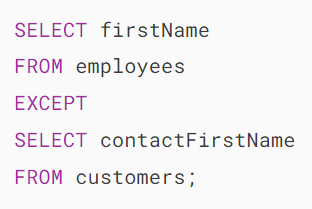 SELECT firstName
FROM employees
EXCEPT
SELECT contactFirstName
FROM customers;